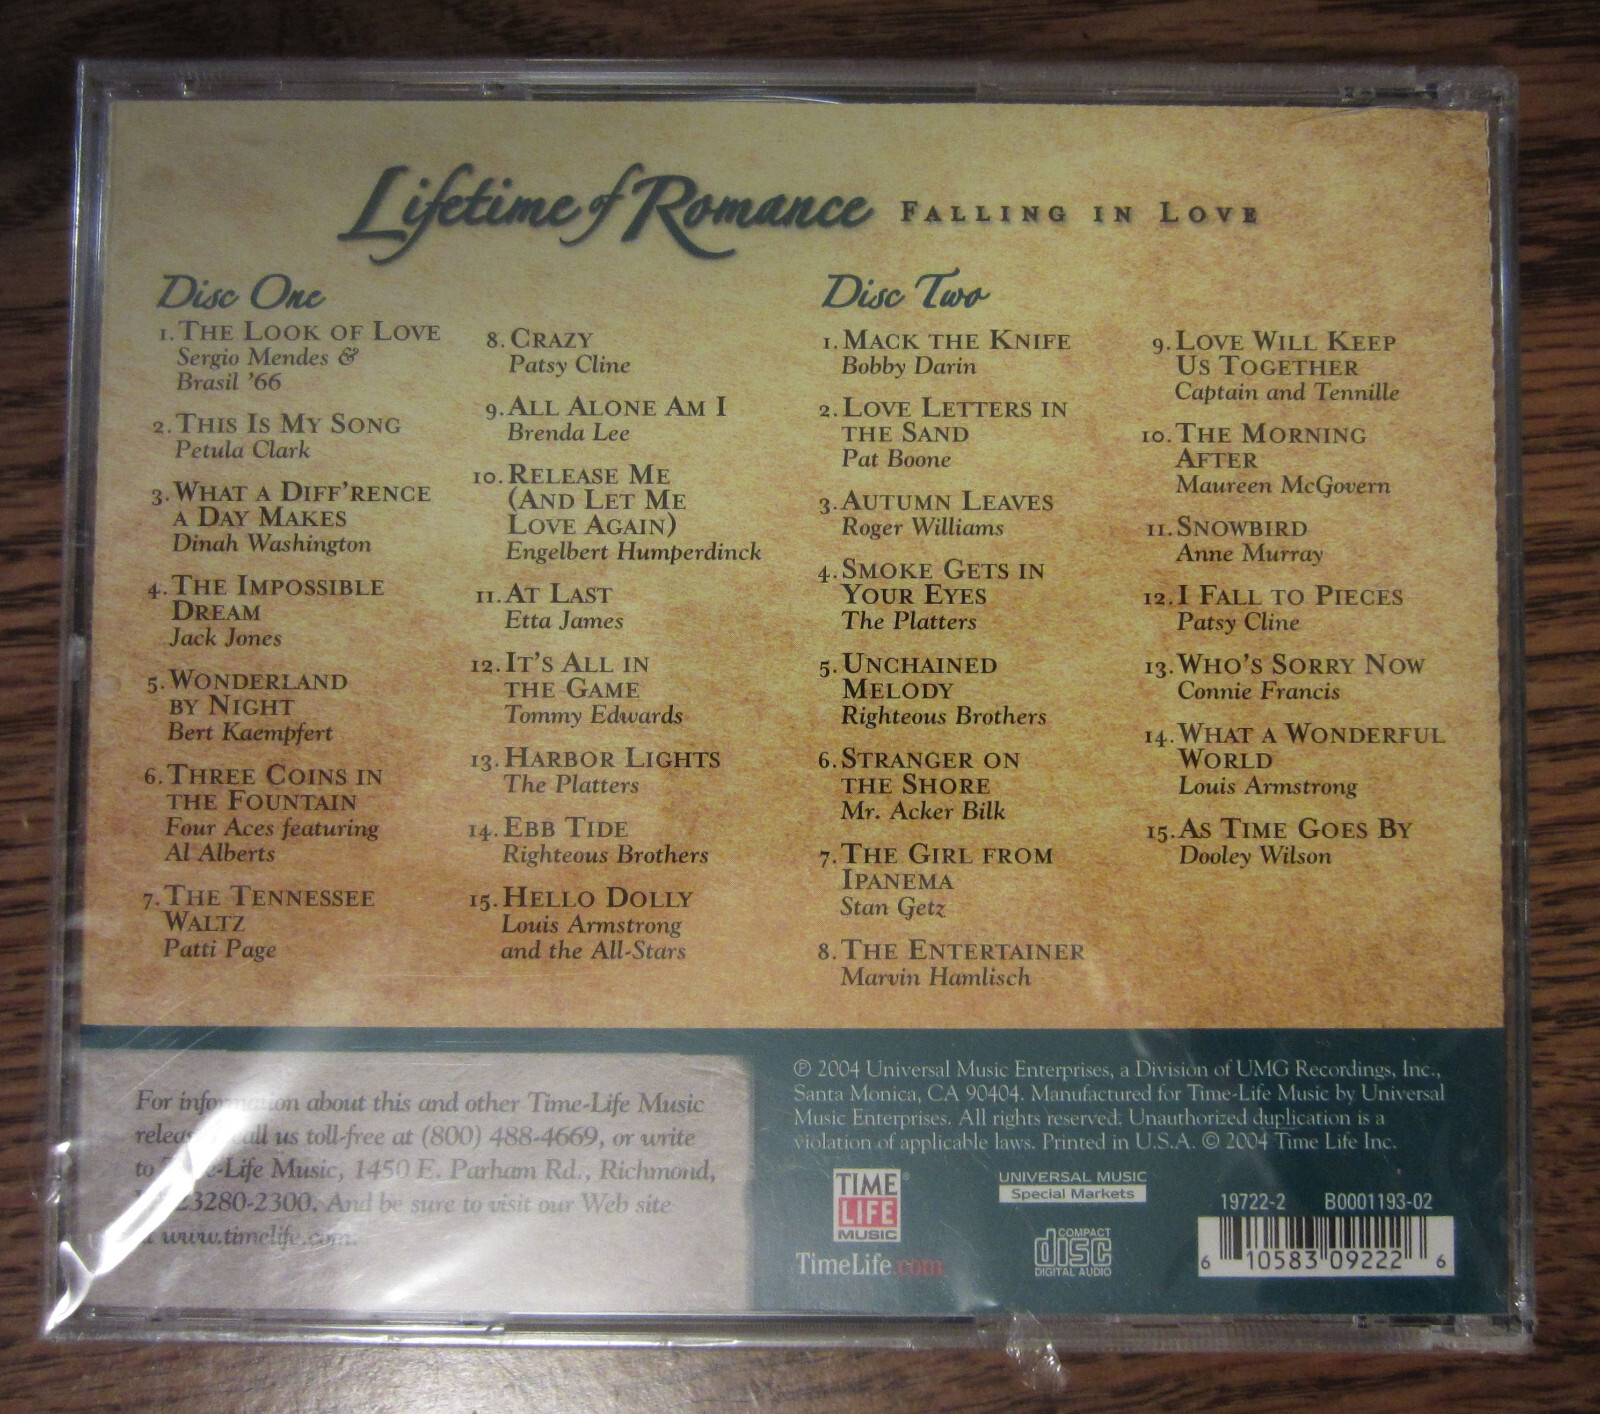 Lifetime of Romance FALLING IN LOVE
Disc One
1. THE LOOK OF LOVE
Sergio Mendes &
Brasil '66
2. THIS IS MY SONG
Petula Clark
3. WHAT A DIFF'RENCE
A DAY MAKES
Dinah Washington
4. THE IMPOSSIBLE
DREAM
Jack Jones
5. WONDERLAND
BY NIGHT
Bert Kaempfert
6. THREE COINS IN
THE FOUNTAIN
Four Aces featuring
Al Alberts
7. THE TENNESSEE
WALTZ
Patti Page
8. CRAZY
Patsy Cline
9. ALL ALONE AM I
Brenda Lee
10. RELEASE ME
(AND LET ME
LOVE AGAIN)
Engelbert Humperdinck
11. AT LAST
Etta James
12. IT'S ALL IN
THE GAME
Tommy Edwards
13. HARBOR LIGHTS
The Platters
14. EBB TIDE
Righteous Brothers
15. HELLO DOLLY
Louis Armstrong
and the All-Stars
Disc Two
1. MACK THE KNIFE
Bobby Darin
2. LOVE LETTERS IN
THE SAND
Pat Boone
3. AUTUMN LEAVES
Roger Williams
4. SMOKE GETS IN
YOUR EYES
The Platters
5. UNCHAINED
MELODY
Righteous Brothers
6. STRANGER ON
THE SHORE
Mr. Acker Bilk
7. THE GIRL FROM
IPANEMA
Stan Getz
8. THE ENTERTAINER
Marvin Hamlisch
9. LOVE WILL KEEP
US TOGETHER
Captain and Tennille
10. THE MORNING
AFTER
Maureen McGovern
11. SNOWBIRD
Anne Murray
12. I FALL TO PIECES
Patsy Cline
13. WHO'S SORRY NOW
Connie Francis
14. WHAT A WONDERFUL
WORLD
Louis Armstrong
15. AS TIME GOES BY
Dooley Wilson
For information about this and other Time-Life Music
call us toll-free at (800) 488-4669, or write
to Time-Life Music, 1450 E. Parham Rd., Richmond,
23280-2300. And be sure to visit our Web site
www.timelife.com.
℗ 2004 Universal Music Enterprises, a Division of UMG Recordings, Inc.,
Santa Monica, CA 90404. Manufactured for Time-Life Music by Universal
Music Enterprises. All rights reserved. Unauthorized duplication is a
violation of applicable laws. Printed in U.S.A. © 2004 Time Life Inc.
TIME
LIFE
MUSIC
®
TimeLife.com
UNIVERSAL MUSIC
Special Markets
COMPACT
disc
DIGITAL AUDIO
19722-2 B0001193-02
6 10583 09222 6